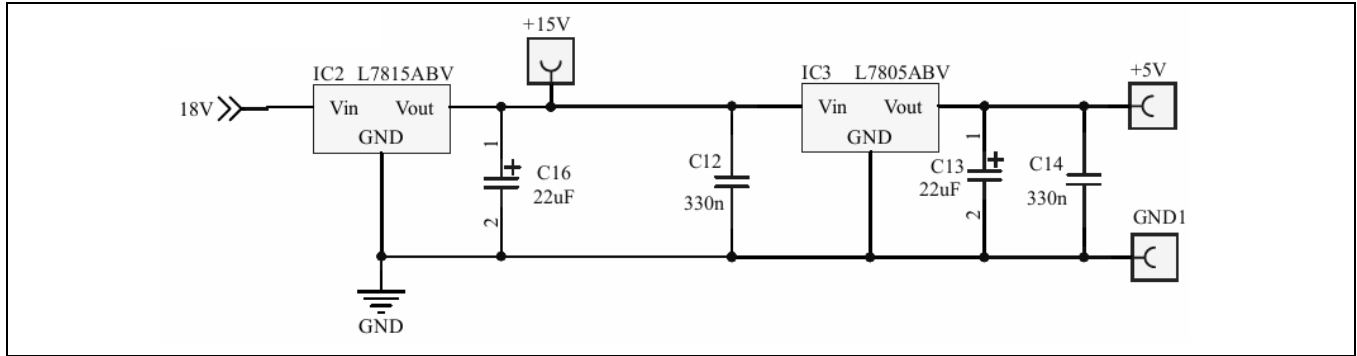 +15V
IC2 L7815ABV
IC3 L7805ABV
+5V
18V
Vin Vout
GND
Vin Vout
GND
1
C16
22uF
2
C12
330n
1
C13
22uF
2
C14
330n
GND1
GND